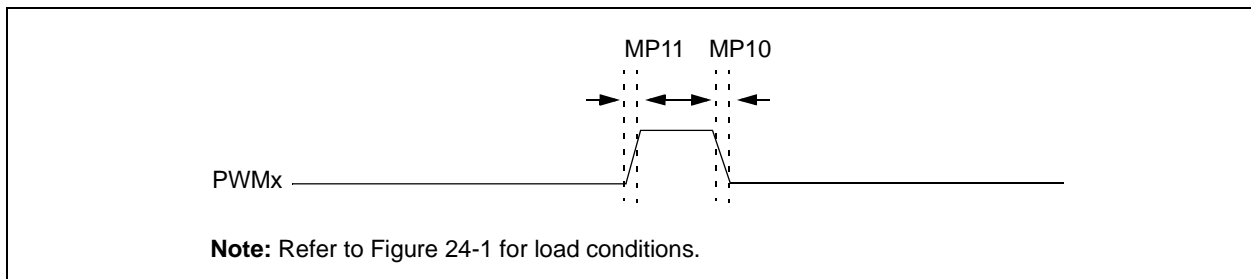 MP11 MP10
PWMx
Note: Refer to Figure 24-1 for load conditions.